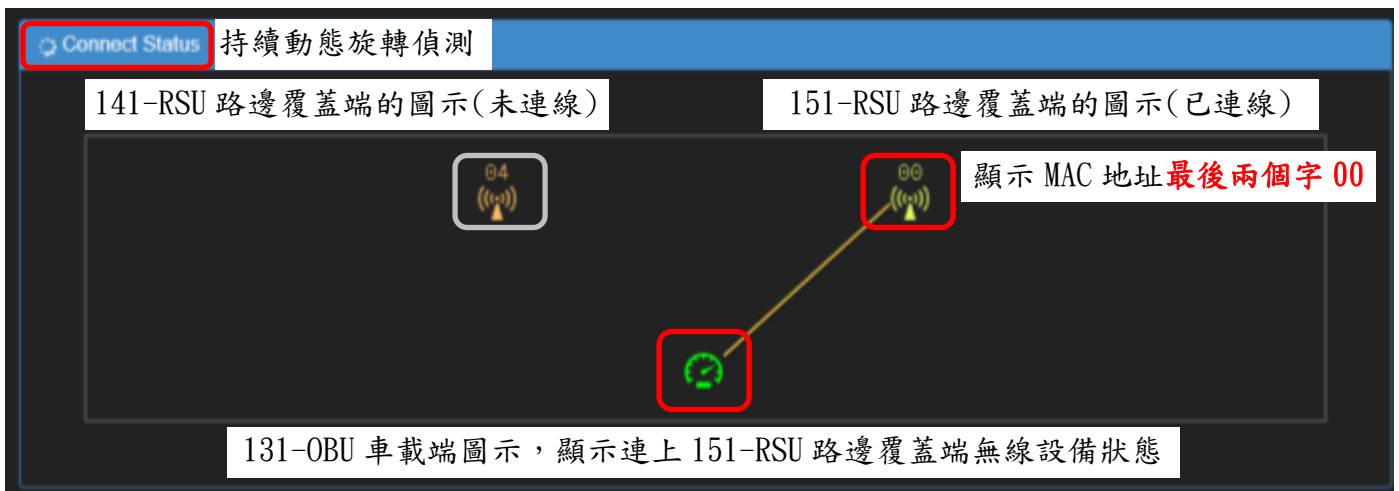 Connect Status 持續動態旋轉偵測
141-RSU 路邊覆蓋端的圖示(未連線)
151-RSU 路邊覆蓋端的圖示(已連線)
04
00
顯示 MAC 地址最後兩個字 00
131-OBU 車載端圖示，顯示連上 151-RSU 路邊覆蓋端無線設備狀態